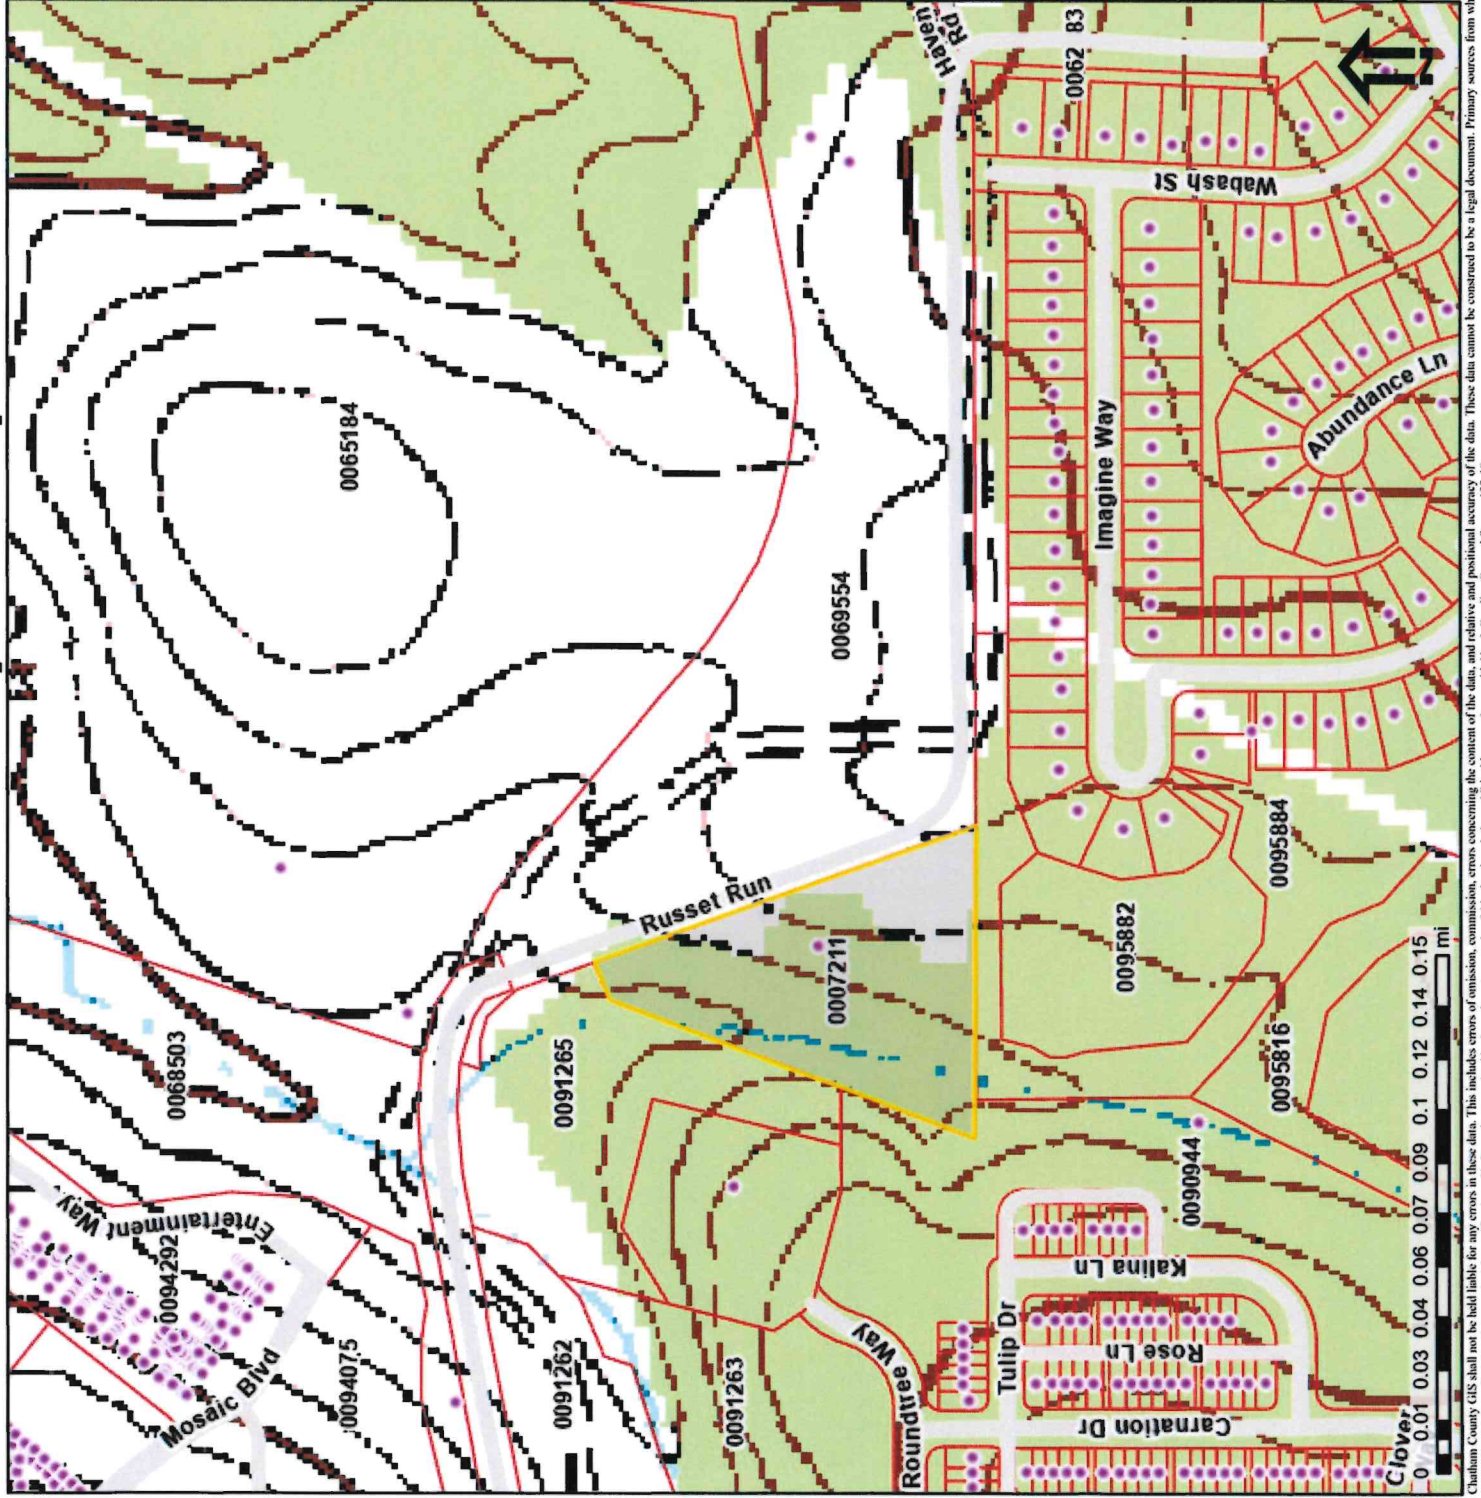 Haven
Rd
0062 83
Wabash St
0065184
Imagine Way
Abundance Ln
0069554
Russet Run
0007211
0095884
0095882
0095816
0068503
0091265
0090944
Entertainment Way
0094292
Mosaic Blvd
0094075
0091262
0091263
Roundtree Way
Tulip Dr
Kalina Ln
Rose Ln
Carnation Dr
Clover
0 0.01 0.03 0.04 0.06 0.07 0.09 0.1 0.12 0.14 0.15
mi
Chatham County GIS shall not be held liable for any errors in these data. This includes errors of omission, commission, errors concerning the content of the data, and relative and positional accuracy of the data. These data cannot be construed to be a legal document. Primary sources from